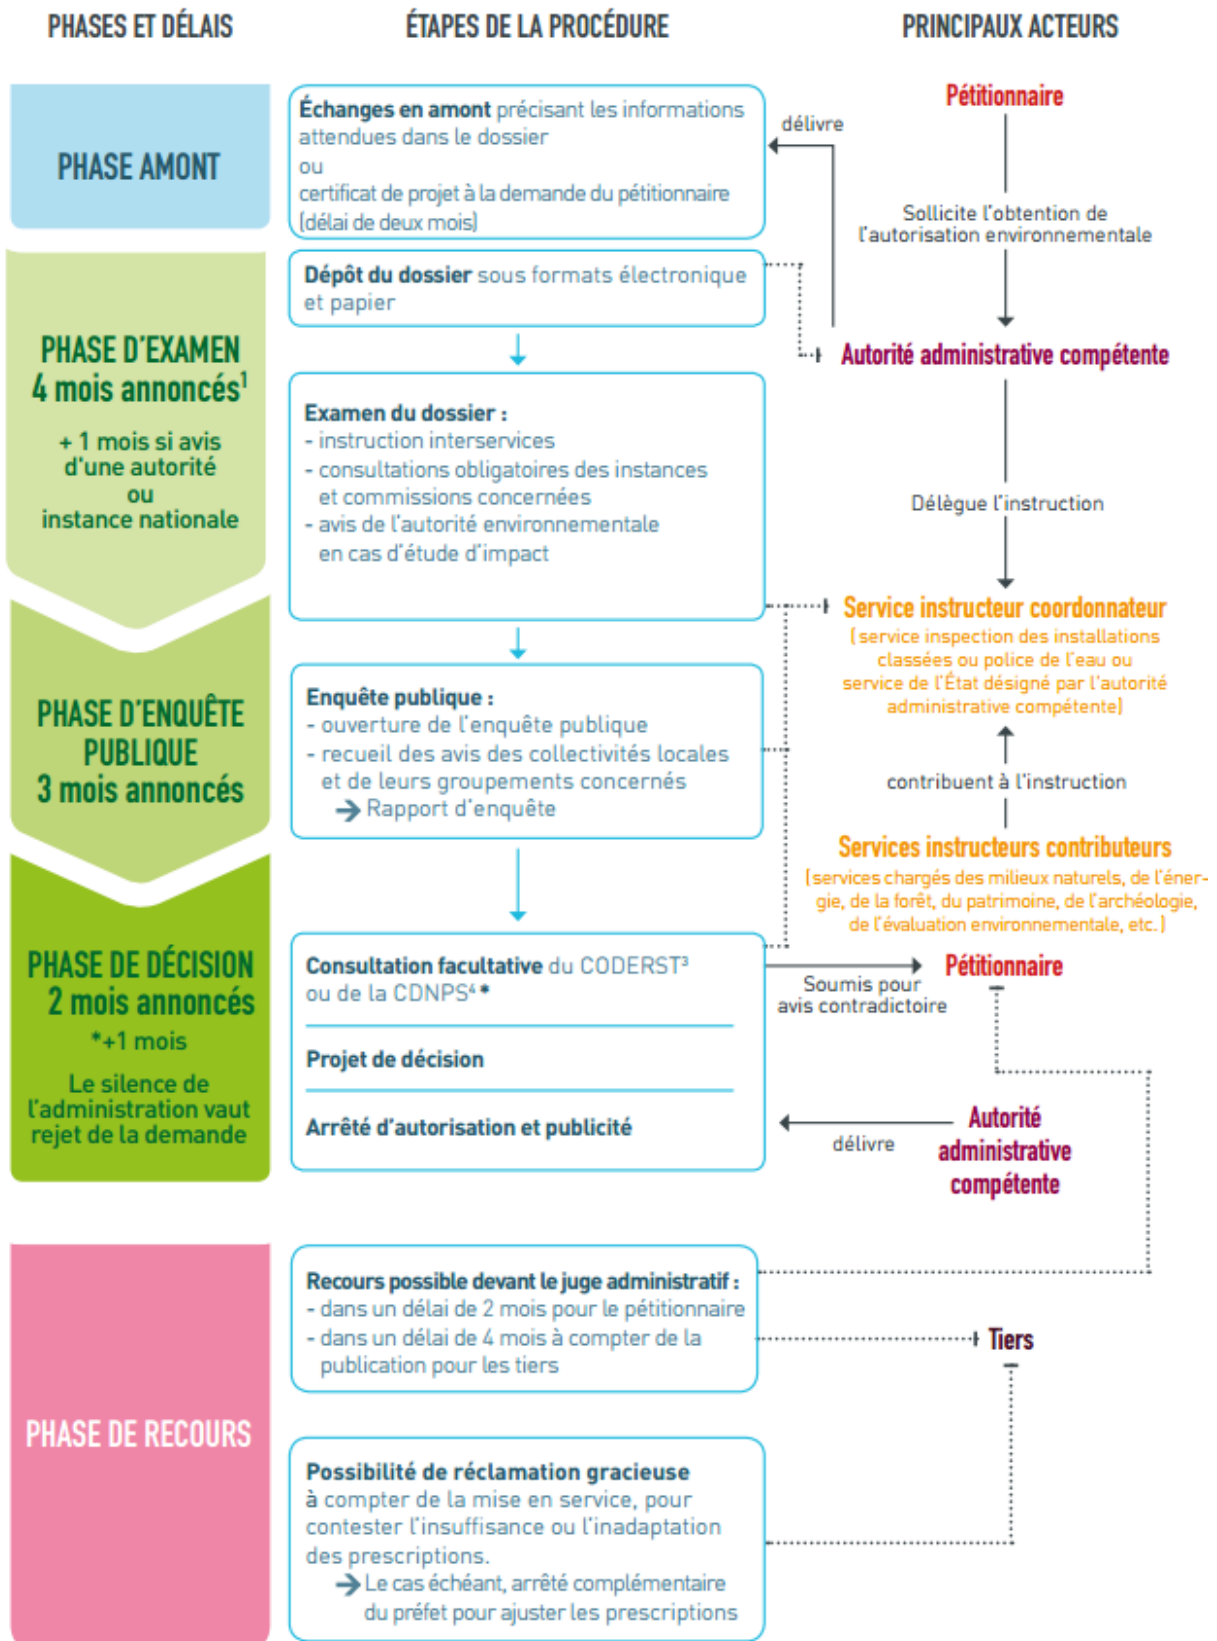 PHASES ET DÉLAIS
ÉTAPES DE LA PROCÉDURE
PRINCIPAUX ACTEURS
PHASE AMONT
Échanges en amont précisant les informations
attendues dans le dossier
ou
certificat de projet à la demande du pétitionnaire
(délai de deux mois)
délivre
Pétitionnaire
Sollicite l'obtention de
l'autorisation environnementale
Dépôt du dossier sous formats électronique
et papier
Autorité administrative compétente
PHASE D'EXAMEN
4 mois annoncés¹
+ 1 mois si avis
d'une autorité
ou
instance nationale
Examen du dossier :
- instruction interservices
- consultations obligatoires des instances
et commissions concernées
- avis de l'autorité environnementale
en cas d'étude d'impact
Délègue l'instruction
Service instructeur coordonnateur
(service inspection des installations
classées ou police de l'eau ou
service de l'État désigné par l'autorité
administrative compétente)
PHASE D'ENQUÊTE
PUBLIQUE
3 mois annoncés
Enquête publique :
- ouverture de l'enquête publique
- recueil des avis des collectivités locales
et de leurs groupements concernés
→ Rapport d'enquête
contribuent à l'instruction
Services instructeurs contributeurs
(services chargés des milieux naturels, de l'éner-
gie, de la forêt, du patrimoine, de l'archéologie,
de l'évaluation environnementale, etc.)
PHASE DE DÉCISION
2 mois annoncés
*+1 mois
Le silence de
l'administration vaut
rejet de la demande
Consultation facultative du CODERST³
ou de la CDNPS⁴ *
Projet de décision
Arrêté d'autorisation et publicité
Soumis pour
avis contradictoire
Pétitionnaire
délivre
Autorité
administrative
compétente
PHASE DE RECOURS
Recours possible devant le juge administratif :
- dans un délai de 2 mois pour le pétitionnaire
- dans un délai de 4 mois à compter de la
publication pour les tiers
Tiers
Possibilité de réclamation gracieuse
à compter de la mise en service, pour
contester l'insuffisance ou l'inadaptation
des prescriptions.
→ Le cas échéant, arrêté complémentaire
du préfet pour ajuster les prescriptions